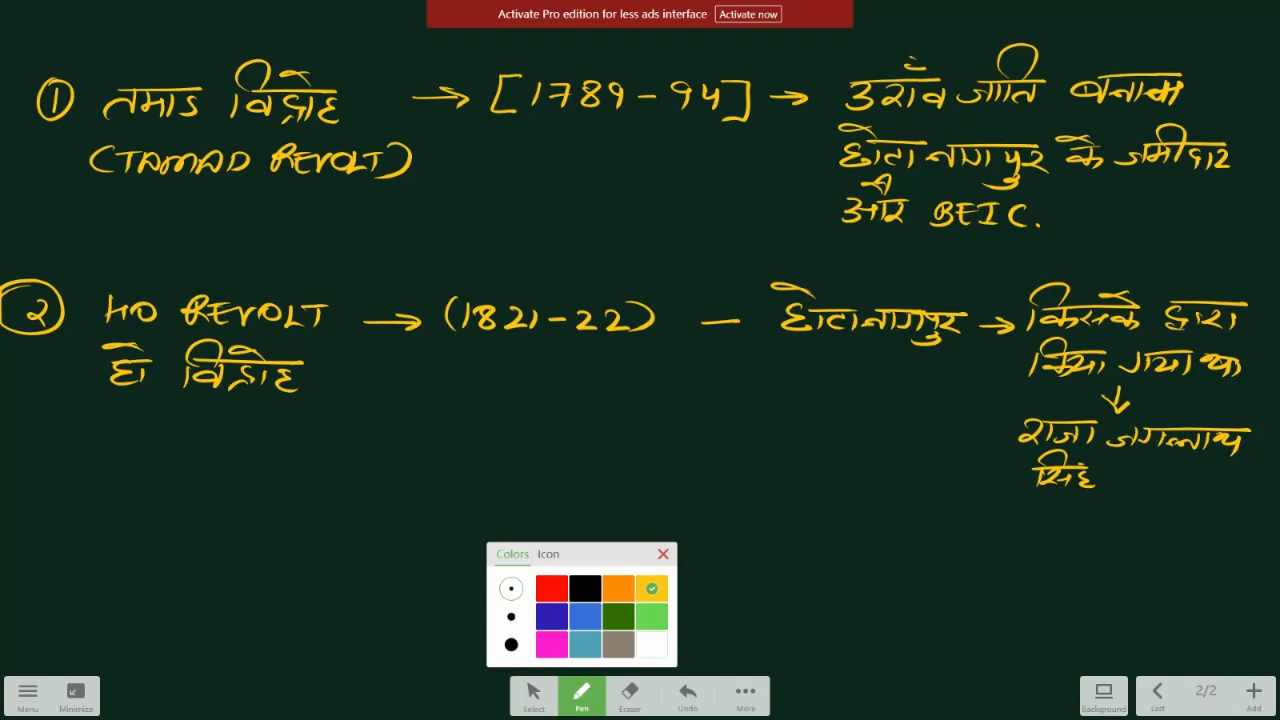 Activate Pro edition for less ads interface Activate now
① तमाड विद्रोह → [1789-94] → उराँव जाति बनाम
(TAMAD REVOLT) छोटा नागपुर के जमीदार
और BEIC.
② HO REVOLT → (1821-22) - छोटानागपुर → किसके द्वारा
हो विद्रोह किया गया था
↓
राजा जगन्नाथ
सिंह
Colors Icon
Menu Minimize Select Pen Eraser Undo More Background Last 2/2 Add